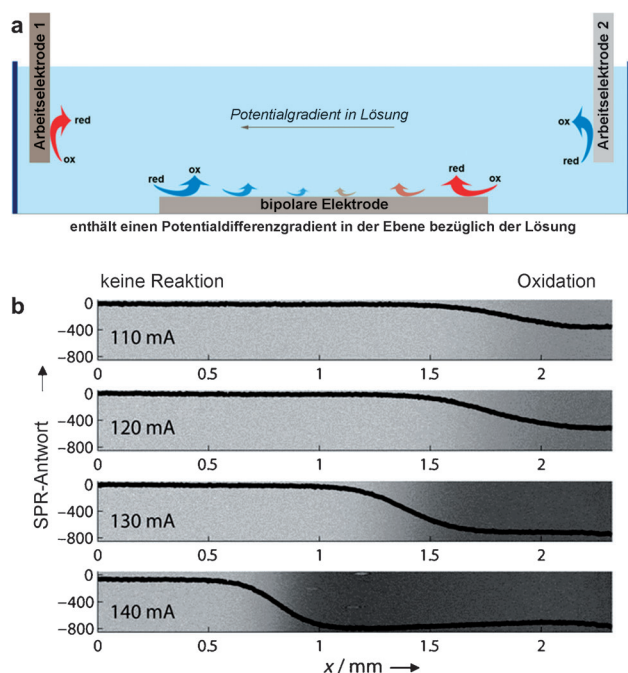 a
Arbeitselektrode 1
Arbeitselektrode 2
Potentialgradient in Lösung
red
ox
ox
red
red
ox
red
ox
bipolare Elektrode
enthält einen Potentialdifferenzgradient in der Ebene bezüglich der Lösung
b
keine Reaktion
Oxidation
SPR-Antwort
0
−400
−800
110 mA
0 0.5 1 1.5 2
0
−400
−800
120 mA
0 0.5 1 1.5 2
0
−400
−800
130 mA
0 0.5 1 1.5 2
0
−400
−800
140 mA
0 0.5 1 1.5 2
x / mm